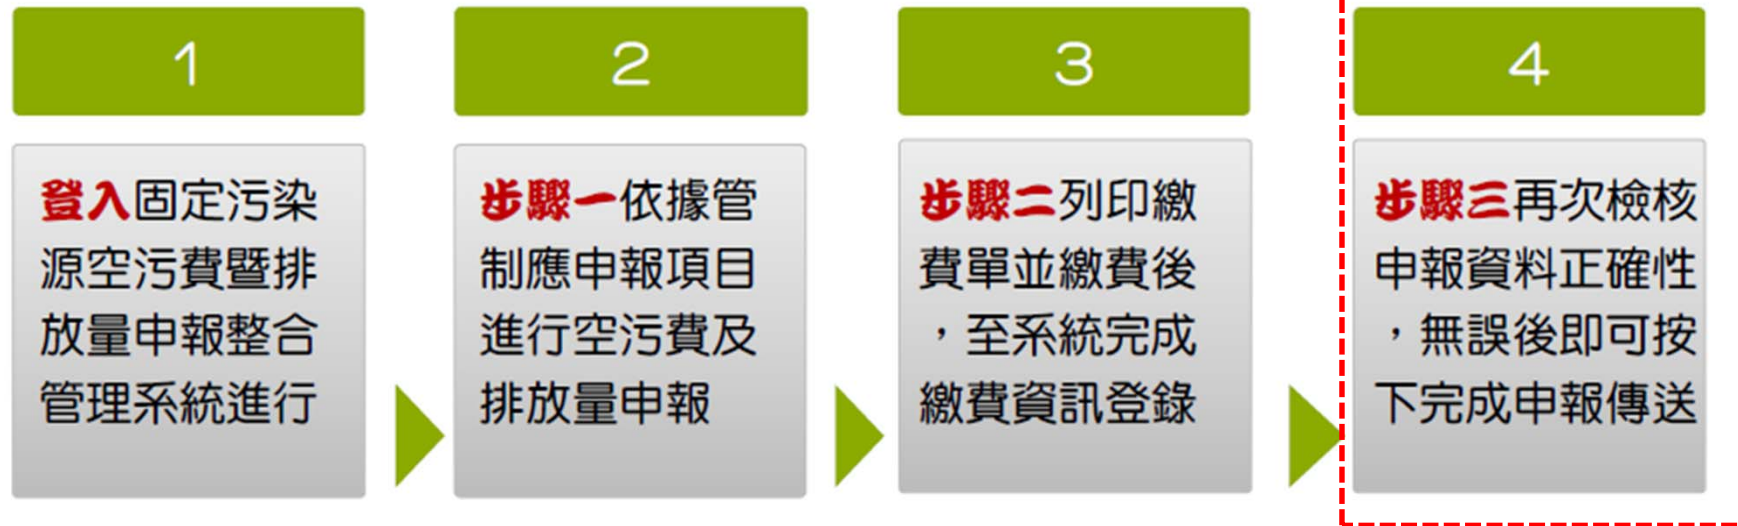 1
登入固定污染
源空污費暨排
放量申報整合
管理系統進行
2
步驟一依據管
制應申報項目
進行空污費及
排放量申報
3
步驟二列印繳
費單並繳費後
，至系統完成
繳費資訊登錄
4
步驟三再次檢核
申報資料正確性
，無誤後即可按
下完成申報傳送